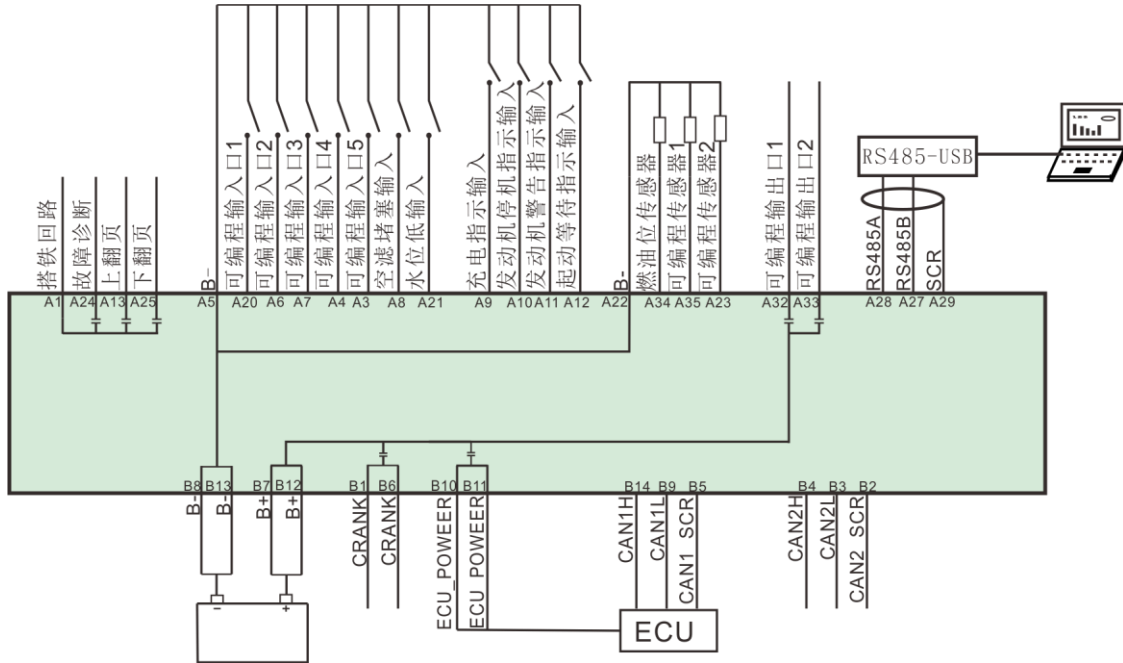 搭铁回路
故障诊断
上翻页
下翻页
B-
可编程输入口1
可编程输入口2
可编程输入口3
可编程输入口4
可编程输入口5
空滤堵塞输入
水位低输入
充电指示输入
发动机停机指示输入
发动机警告指示输入
起动等待指示输入
B-
燃油位传感器
可编程传感器1
可编程传感器2
可编程输出口1
可编程输出口2
RS485-USB
RS485A
RS485B
SCR
A1
A24
A13
A25
A5
A20
A6
A7
A4
A3
A8
A21
A9
A10
A11
A12
A22
A34
A35
A23
A32
A33
A28
A27
A29
B8
B13
B7
B12
B1
B6
B10
B11
B14
B9
B5
B4
B3
B2
B-
B-
B+
B+
CRANK
CRANK
ECU_POWEER
ECU_POWEER
CAN1H
CAN1L
CAN1_SCR
CAN2H
CAN2L
CAN2_SCR
-
+
ECU